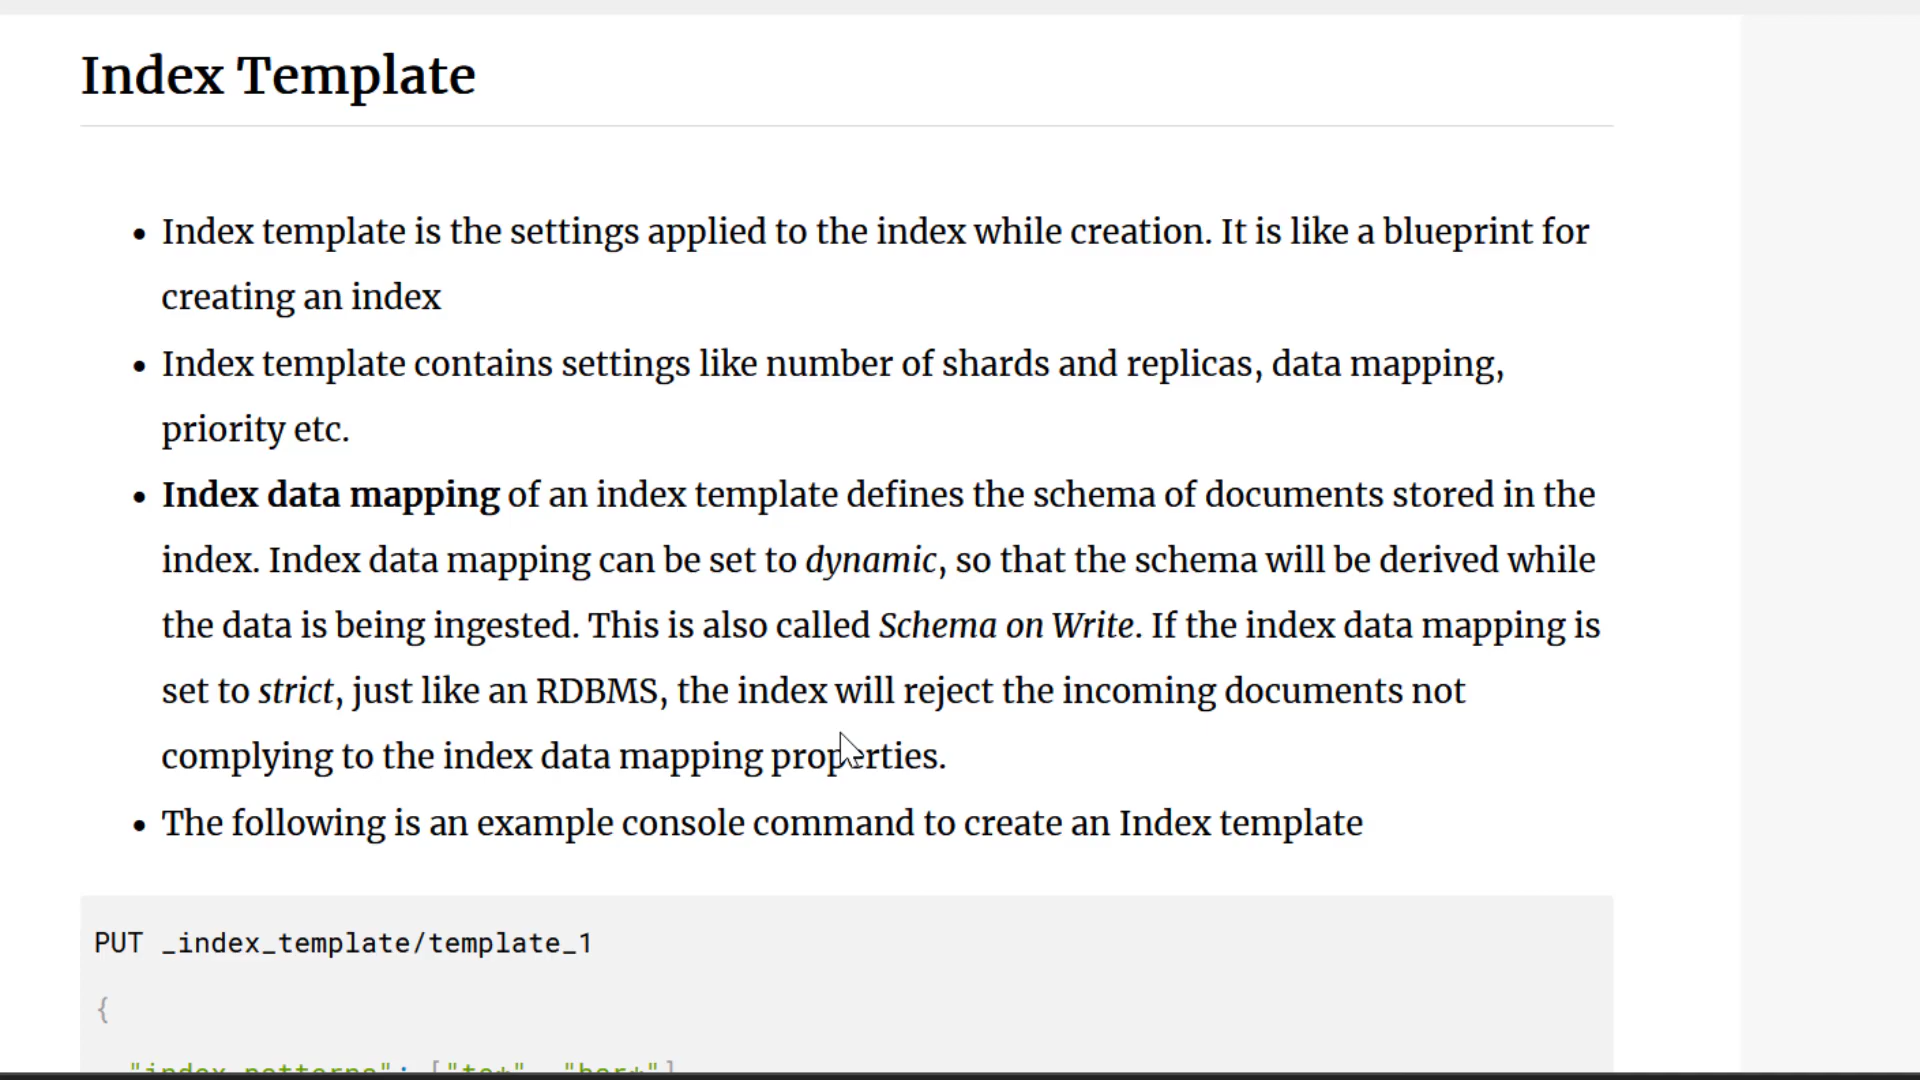 Index Template
Index template is the settings applied to the index while creation. It is like a blueprint for
creating an index
Index template contains settings like number of shards and replicas, data mapping,
priority etc.
Index data mapping of an index template defines the schema of documents stored in the
index. Index data mapping can be set to dynamic, so that the schema will be derived while
the data is being ingested. This is also called Schema on Write. If the index data mapping is
set to strict, just like an RDBMS, the index will reject the incoming documents not
complying to the index data mapping properties.
The following is an example console command to create an Index template
PUT _index_template/template_1
{
"index_patterns": ["te*", "bar*"]